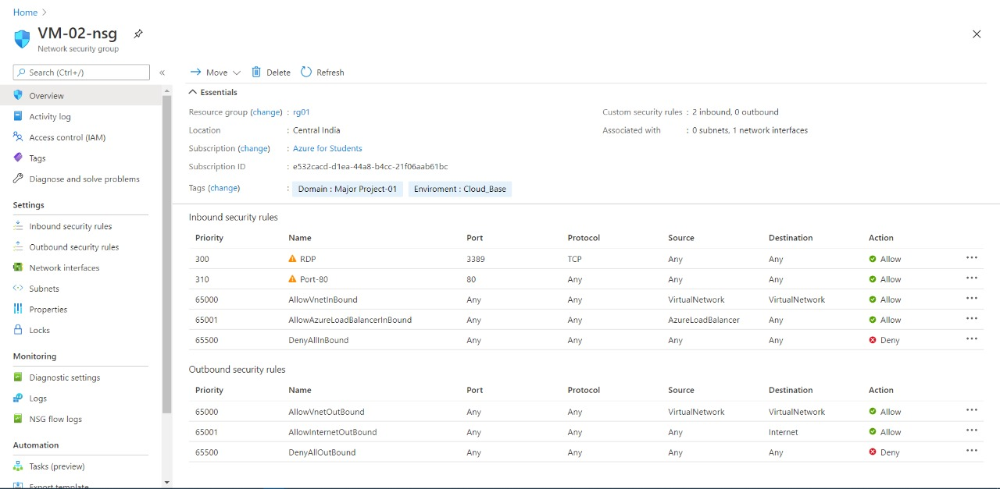 Home >
VM-02-nsg
Network security group
Search (Ctrl+/)
«
Overview
Activity log
Access control (IAM)
Tags
Diagnose and solve problems
Settings
Inbound security rules
Outbound security rules
Network interfaces
Subnets
Properties
Locks
Monitoring
Diagnostic settings
Logs
NSG flow logs
Automation
Tasks (preview)
Export template
Move Delete Refresh
Essentials
Resource group (change) : rg01
Location : Central India
Subscription (change) : Azure for Students
Subscription ID : e532cacd-d1ea-44a8-b4cc-21f06aab61bc
Tags (change) : Domain : Major Project-01 Enviroment : Cloud_Base
Custom security rules : 2 inbound, 0 outbound
Associated with : 0 subnets, 1 network interfaces
Inbound security rules
Priority Name Port Protocol Source Destination Action
300 RDP 3389 TCP Any Any Allow
310 Port-80 80 Any Any Any Allow
65000 AllowVnetInBound Any Any VirtualNetwork VirtualNetwork Allow
65001 AllowAzureLoadBalancerInBound Any Any AzureLoadBalancer Any Allow
65500 DenyAllInBound Any Any Any Any Deny
Outbound security rules
Priority Name Port Protocol Source Destination Action
65000 AllowVnetOutBound Any Any VirtualNetwork VirtualNetwork Allow
65001 AllowInternetOutBound Any Any Any Internet Allow
65500 DenyAllOutBound Any Any Any Any Deny